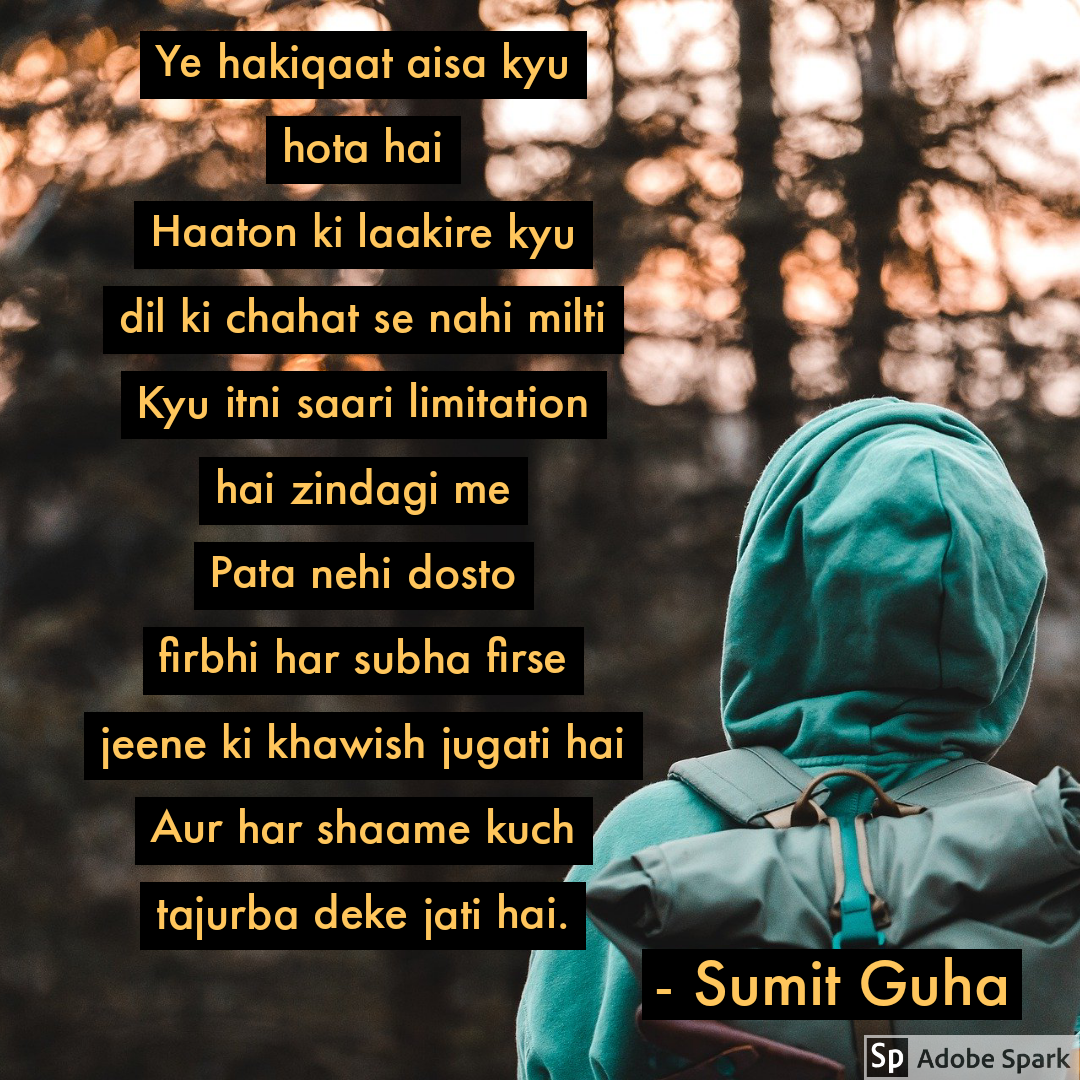 Ye hakiqaat aisa kyu
hota hai
Haaton ki laakire kyu
dil ki chahat se nahi milti
Kyu itni saari limitation
hai zindagi me
Pata nehi dosto
firbhi har subha firse
jeene ki khawish jugati hai
Aur har shaame kuch
tajurba deke jati hai.
- Sumit Guha
Sp Adobe Spark